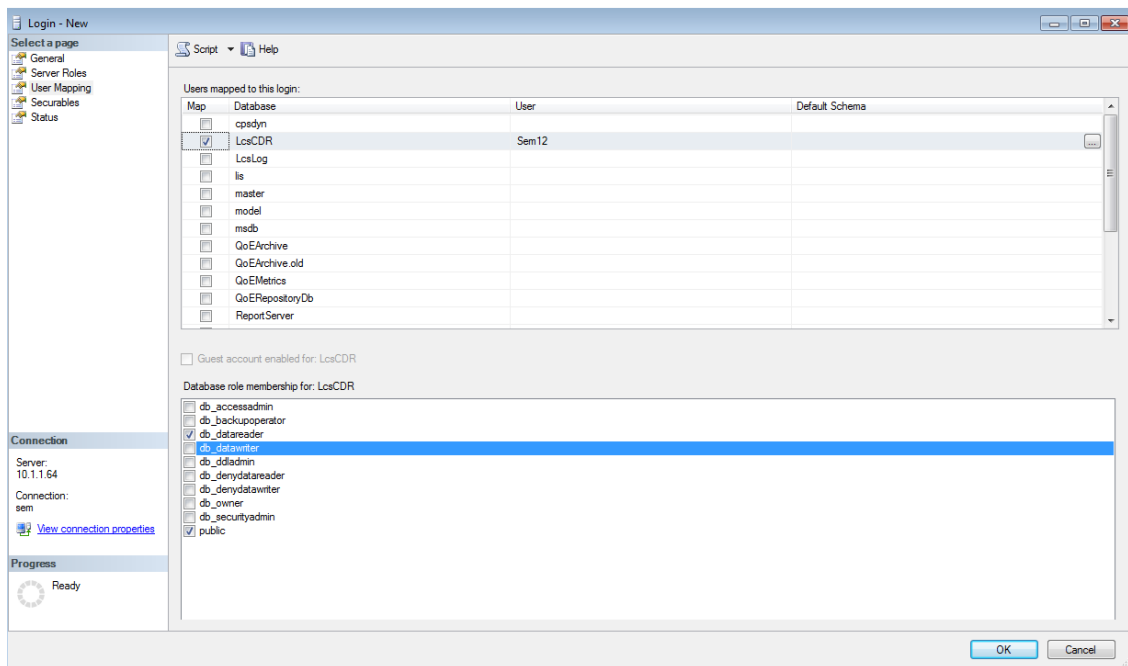 Login - New
Select a page
General
Server Roles
User Mapping
Securables
Status
Script Help
Users mapped to this login:
Map Database User Default Schema
cpsdyn
LcsCDR Sem12 ...
LcsLog
lis
master
model
msdb
QoEArchive
QoEArchive.old
QoEMetrics
QoERepositoryDb
ReportServer
Guest account enabled for: LcsCDR
Database role membership for: LcsCDR
db_accessadmin
db_backupoperator
db_datareader
db_datawriter
db_ddladmin
db_denydatareader
db_denydatawriter
db_owner
db_securityadmin
public
Connection
Server:
10.1.1.64
Connection:
sem
View connection properties
Progress
Ready
OK Cancel